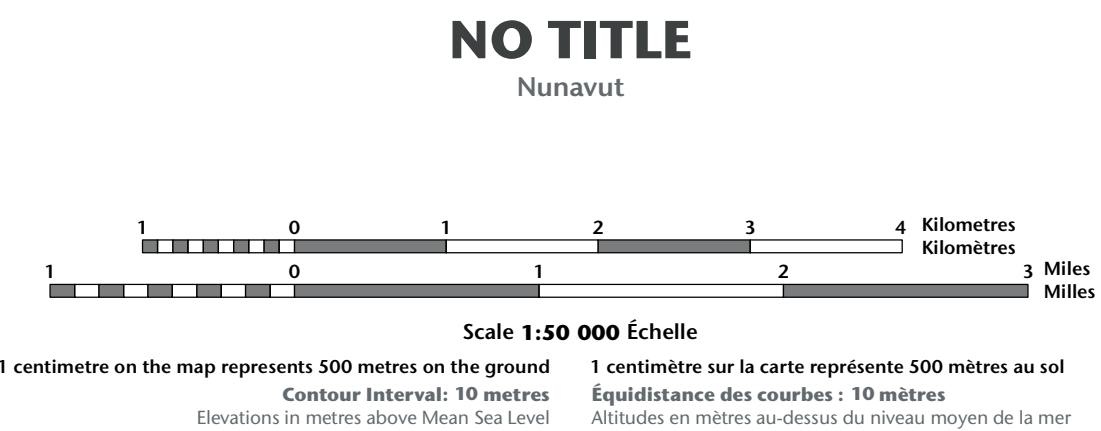 NO TITLE
Nunavut
1 0 1 2 3 4 Kilometres
Kilomètres
1 0 1 2 3 Miles
Milles
Scale 1:50 000 Échelle
1 centimetre on the map represents 500 metres on the ground
1 centimètre sur la carte représente 500 mètres au sol
Contour Interval: 10 metres
Équidistance des courbes : 10 mètres
Elevations in metres above Mean Sea Level
Altitudes en mètres au-dessus du niveau moyen de la mer